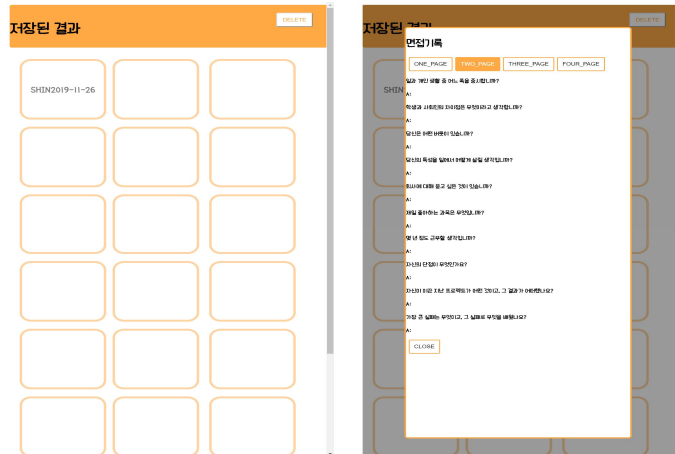 저장된 결과
DELETE
SHIN2019-11-26
저장된
DELETE
SHIN
면접기록
ONE_PAGE
TWO_PAGE
THREE_PAGE
FOUR_PAGE
일과 개인 생활 중 어느 쪽을 중시합니까?
A:
학생과 사회인의 차이점은 무엇이라고 생각합니까?
A:
당신은 어떤 버릇이 있습니까?
A:
당신의 특성을 일에서 어떻게 살릴 생각입니까?
A:
회사에 대해 묻고 싶은 것이 있습니까?
A:
제일 좋아하는 과목은 무엇입니까?
A:
몇 년 정도 근무할 생각입니까?
A:
자신의 단점이 무엇인가요?
A:
자신이 이끈 지난 프로젝트가 어떤 것이고, 그 결과가 어떠했나요?
A:
가장 큰 실패는 무엇이고, 그 실패로 무엇을 배웠나요?
A:
CLOSE